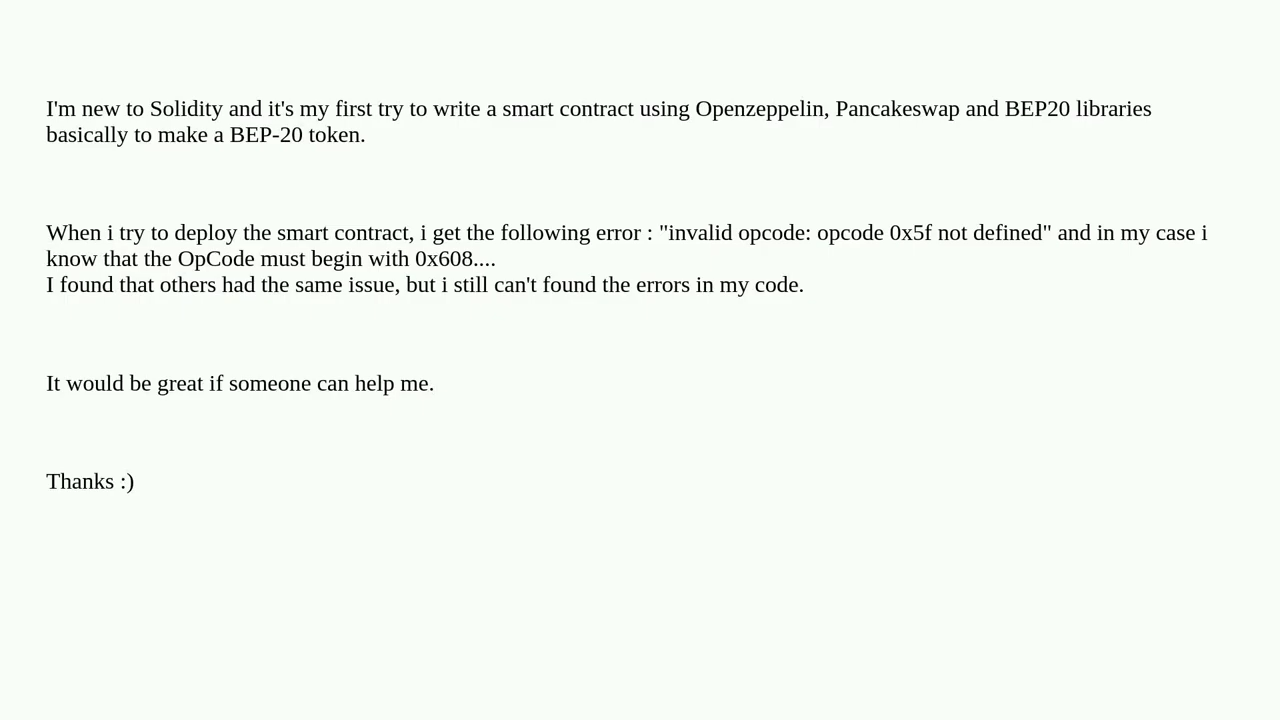 I'm new to Solidity and it's my first try to write a smart contract using Openzeppelin, Pancakeswap and BEP20 libraries
basically to make a BEP-20 token.
When i try to deploy the smart contract, i get the following error : "invalid opcode: opcode 0x5f not defined" and in my case i
know that the OpCode must begin with 0x608....
I found that others had the same issue, but i still can't found the errors in my code.
It would be great if someone can help me.
Thanks :)